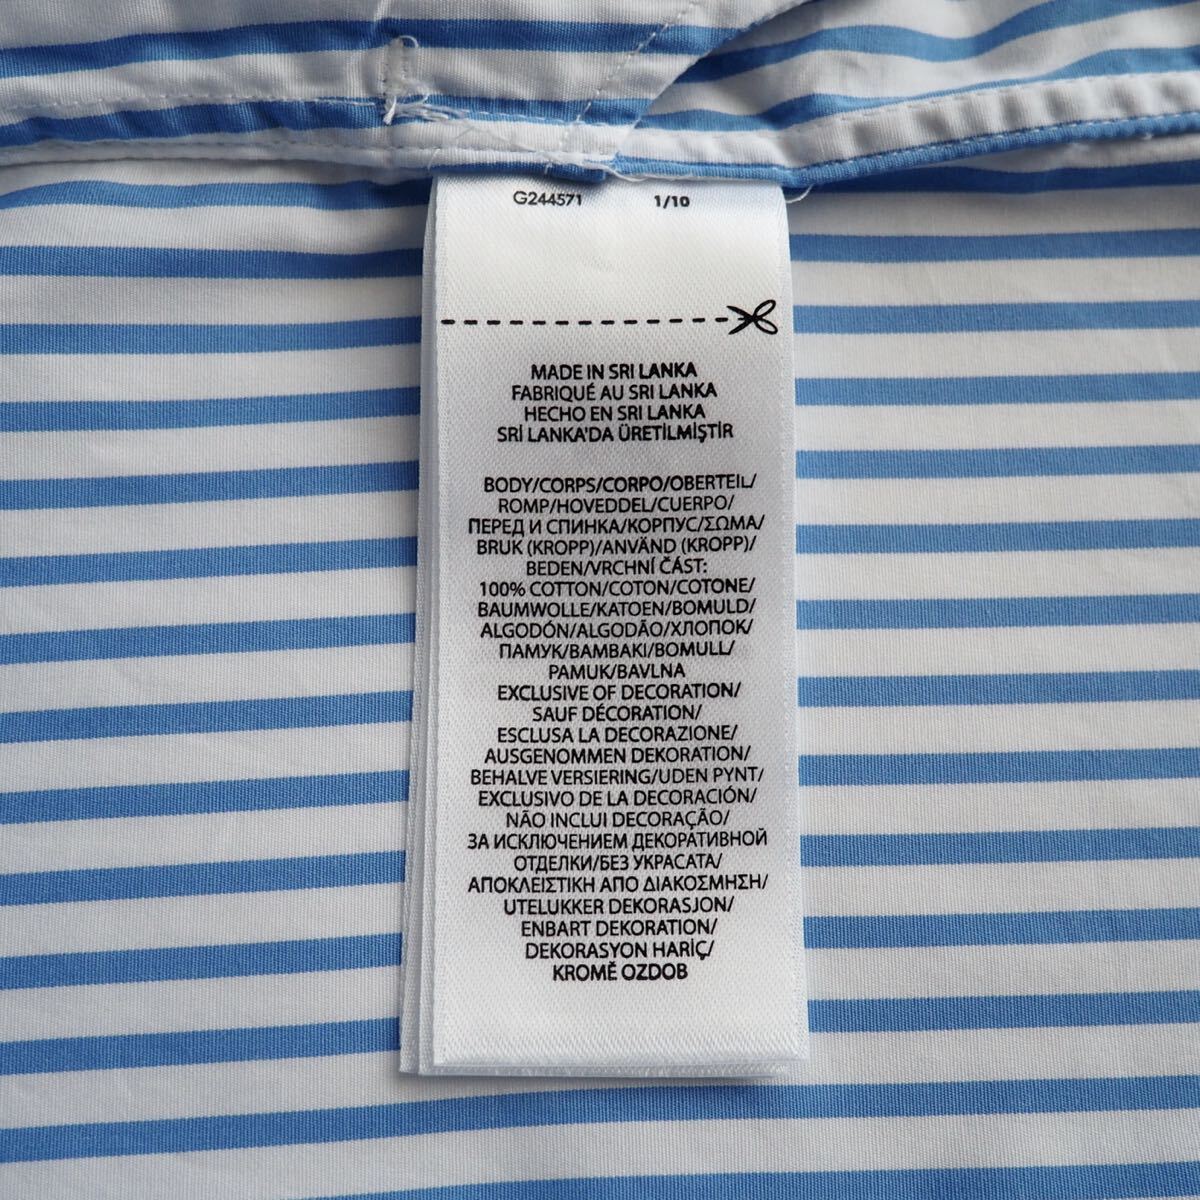 G244571 1/10
MADE IN SRI LANKA
FABRIQUÉ AU SRI LANKA
HECHO EN SRI LANKA
SRİ LANKA'DA ÜRETİLMİŞTİR
BODY/CORPS/CORPO/OBERTEIL/
ROMP/HOVEDDEL/CUERPO/
ПЕРЕД И СПИНКА/КОРПУС/ΣΩΜΑ/
BRUK (KROPP)/ANVÄND (KROPP)/
BEDEN/VRCHNÍ ČÁST:
100% COTTON/COTON/COTONE/
BAUMWOLLE/KATOEN/BOMULD/
ALGODÓN/ALGODÃO/ХЛОПОК/
ПАМУК/ΒΑΜΒΑΚΙ/BOMULL/
PAMUK/BAVLNA
EXCLUSIVE OF DECORATION/
SAUF DÉCORATION/
ESCLUSA LA DECORAZIONE/
AUSGENOMMEN DEKORATION/
BEHALVE VERSIERING/UDEN PYNT/
EXCLUSIVO DE LA DECORACIÓN/
NÃO INCLUI DECORAÇÃO/
ЗА ИСКЛЮЧЕНИЕМ ДЕКОРАТИВНОЙ
ОТДЕЛКИ/БЕЗ УКРАСАТА/
ΑΠΟΚΛΕΙΣΤΙΚΗ ΑΠΟ ΔΙΑΚΟΣΜΗΣΗ/
UTELUKKER DEKORASJON/
ENBART DEKORATION/
DEKORASYON HARİÇ/
KROMĚ OZDOB